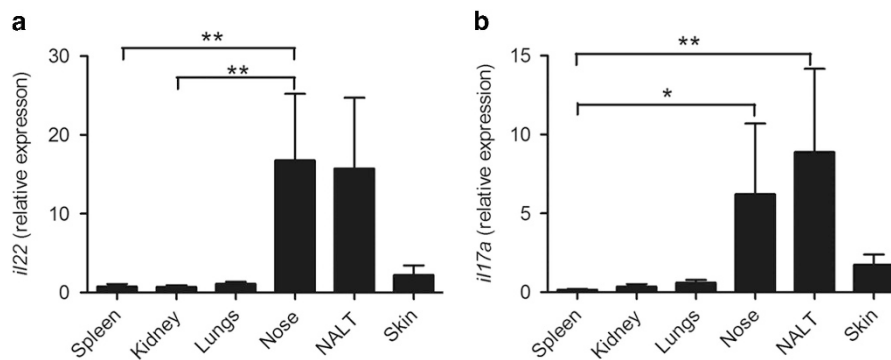 a
il22 (relative expresson)
30
20
10
0
**
**
Spleen
Kidney
Lungs
Nose
NALT
Skin
b
il17a (relative expression)
15
10
5
0
**
*
Spleen
Kidney
Lungs
Nose
NALT
Skin